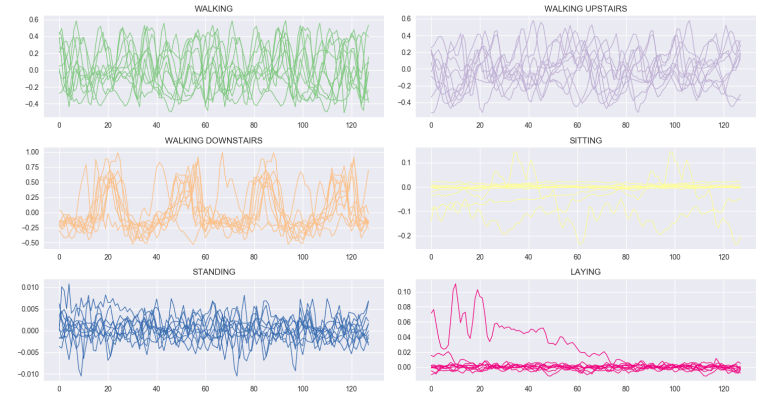 WALKING
0.6
0.4
0.2
0.0
−0.2
−0.4
0 20 40 60 80 100 120
WALKING UPSTAIRS
0.6
0.4
0.2
0.0
−0.2
−0.4
0 20 40 60 80 100 120
WALKING DOWNSTAIRS
1.00
0.75
0.50
0.25
0.00
−0.25
−0.50
0 20 40 60 80 100 120
SITTING
0.1
0.0
−0.1
−0.2
0 20 40 60 80 100 120
STANDING
0.010
0.005
0.000
−0.005
−0.010
0 20 40 60 80 100 120
LAYING
0.10
0.08
0.06
0.04
0.02
0.00
0 20 40 60 80 100 120